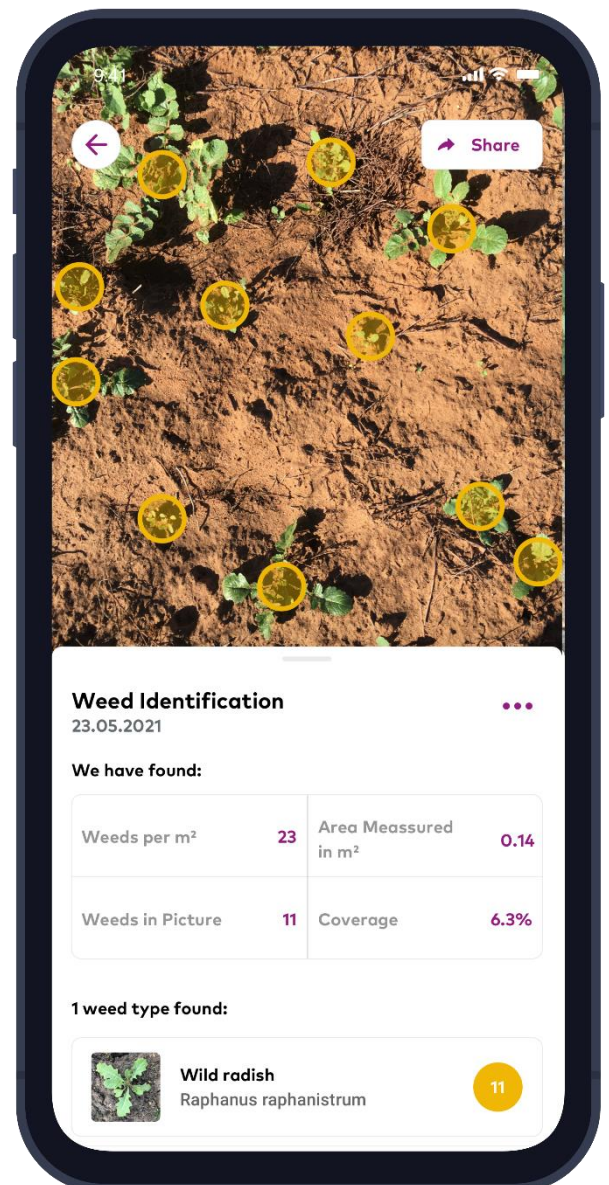 9:41
Share
Weed Identification
23.05.2021
We have found:
Weeds per m² 23
Area Meassured
in m² 0.14
Weeds in Picture 11
Coverage 6.3%
1 weed type found:
Wild radish
Raphanus raphanistrum
11